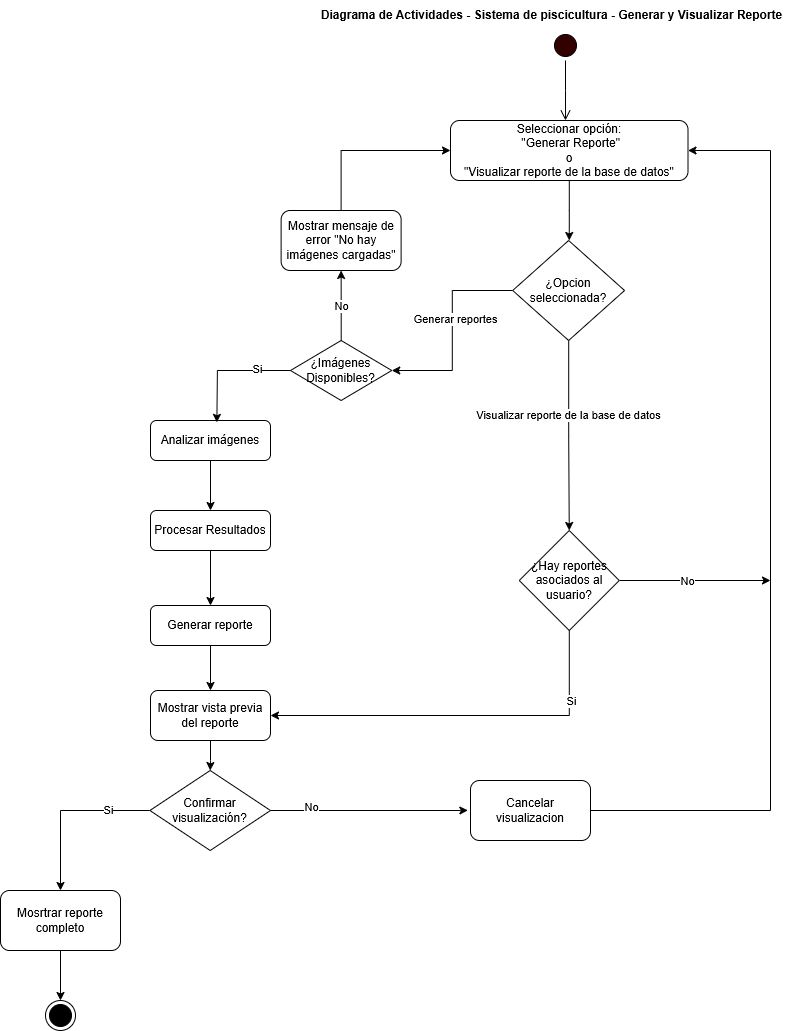 Diagrama de Actividades - Sistema de piscicultura - Generar y Visualizar Reporte
Seleccionar opción:
"Generar Reporte"
o
"Visualizar reporte de la base de datos"
Mostrar mensaje de
error "No hay
imágenes cargadas"
¿Opcion
seleccionada?
No
Generar reportes
¿Imágenes
Disponibles?
Si
Visualizar reporte de la base de datos
Analizar imágenes
Procesar Resultados
¿Hay reportes
asociados al
usuario?
No
Generar reporte
Si
Mostrar vista previa
del reporte
Confirmar
visualización?
Si
No
Cancelar
visualizacion
Mosrtrar reporte
completo